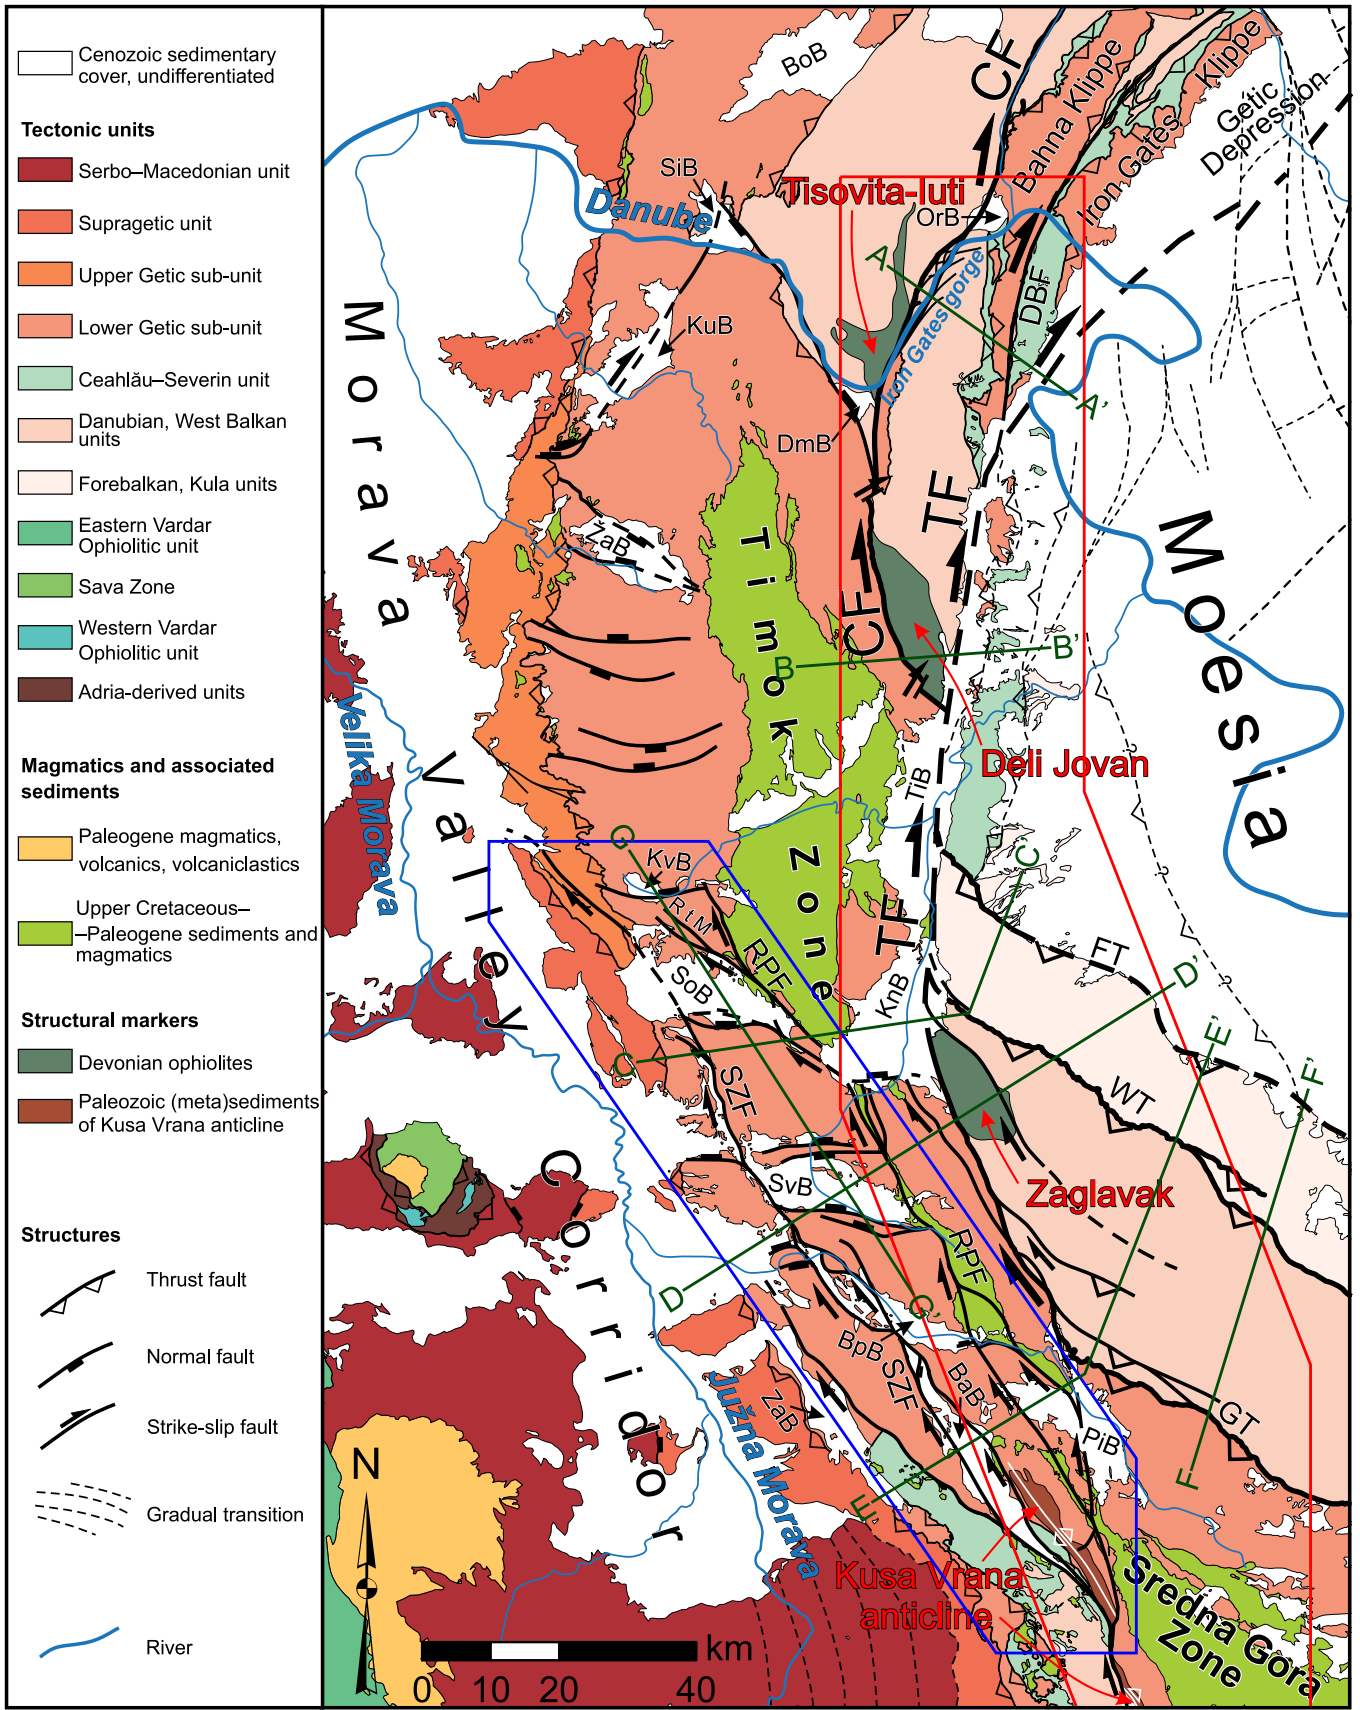 Cenozoic sedimentary
cover, undifferentiated
Tectonic units
Serbo–Macedonian unit
Supragetic unit
Upper Getic sub-unit
Lower Getic sub-unit
Ceahlău–Severin unit
Danubian, West Balkan
units
Forebalkan, Kula units
Eastern Vardar
Ophiolitic unit
Sava Zone
Western Vardar
Ophiolitic unit
Adria-derived units
Magmatics and associated
sediments
Paleogene magmatics,
volcanics, volcaniclastics
Upper Cretaceous–
–Paleogene sediments and
magmatics
Structural markers
Devonian ophiolites
Paleozoic (meta)sediments
of Kusa Vrana anticline
Structures
Thrust fault
Normal fault
Strike-slip fault
Gradual transition
River
BoB
CF
Bahna Klippe
Iron Gates Klippe
Getic
Depression
SiB
Tisovita-Iuti
OrB
Danube
A
Iron Gates gorge
DBF
KuB
A'
DmB
Morava Valley Corridor
TF
Moesia
ŽaB
Timok Zone
CF
B
B'
Velika Morava
Deli Jovan
TiB
G
KvB
RtM
C'
TF
FT
RPF
SoB
KnB
D'
C
E'
F'
SZF
WT
SvB
Zaglavak
RPF
D
G'
BpB
SZF
BaB
ZaB
Južna Morava
GT
PiB
F
E
N
Kusa Vrana
anticline
Sredna Gora
Zone
km
0 10 20 40
? ? ? ? ?